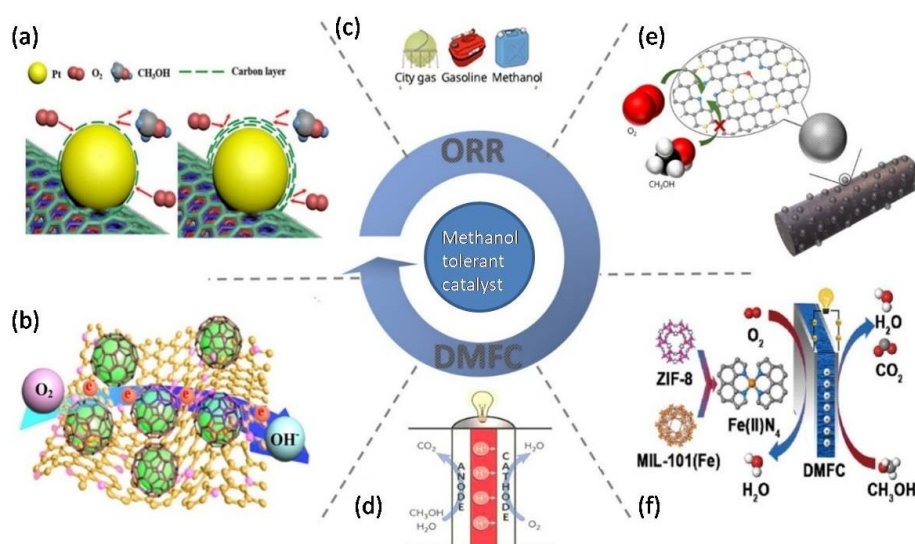 (a)
Pt O₂ CH₃OH Carbon layer
(c)
City gas Gasoline Methanol
(e)
O₂
CH₃OH
ORR
Methanol
tolerant
catalyst
DMFC
(b)
O₂
e e e e
OH⁻
(d)
CO₂ H₂O
ANODE
CATHODE
H⁺
H⁺
H⁺
H⁺
CH₃OH
H₂O
O₂
(f)
ZIF-8
MIL-101(Fe)
Fe(II)N₄
O₂
H₂O
H₂O
CO₂
DMFC
CH₃OH